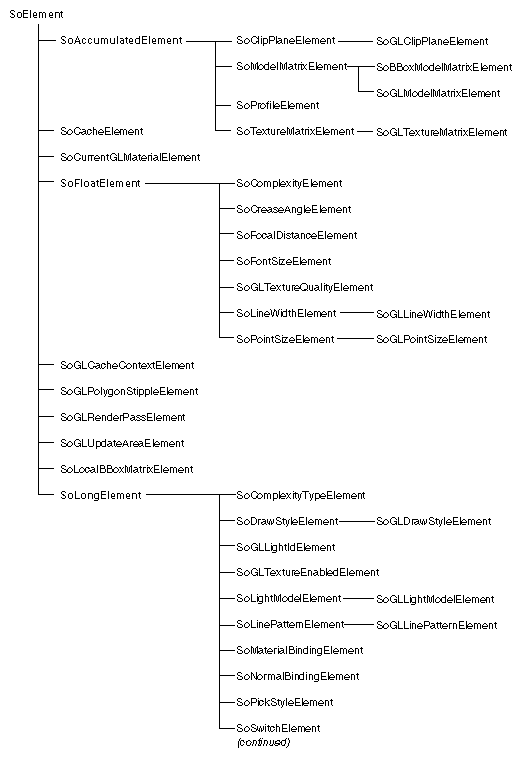 SoElement
SoAccumulatedElement SoClipPlaneElement SoGLClipPlaneElement
SoModelMatrixElement SoBBoxModelMatrixElement
SoGLModelMatrixElement
SoProfileElement
SoCacheElement SoTextureMatrixElement SoGLTextureMatrixElement
SoCurrentGLMaterialElement
SoFloatElement SoComplexityElement
SoCreaseAngleElement
SoFocalDistanceElement
SoFontSizeElement
SoGLTextureQualityElement
SoLineWidthElement SoGLLineWidthElement
SoPointSizeElement SoGLPointSizeElement
SoGLCacheContextElement
SoGLPolygonStippleElement
SoGLRenderPassElement
SoGLUpdateAreaElement
SoLocalBBoxMatrixElement
SoLongElement SoComplexityTypeElement
SoDrawStyleElement SoGLDrawStyleElement
SoGLLightIdElement
SoGLTextureEnabledElement
SoLightModelElement SoGLLightModelElement
SoLinePatternElement SoGLLinePatternElement
SoMaterialBindingElement
SoNormalBindingElement
SoPickStyleElement
SoSwitchElement
(continued)